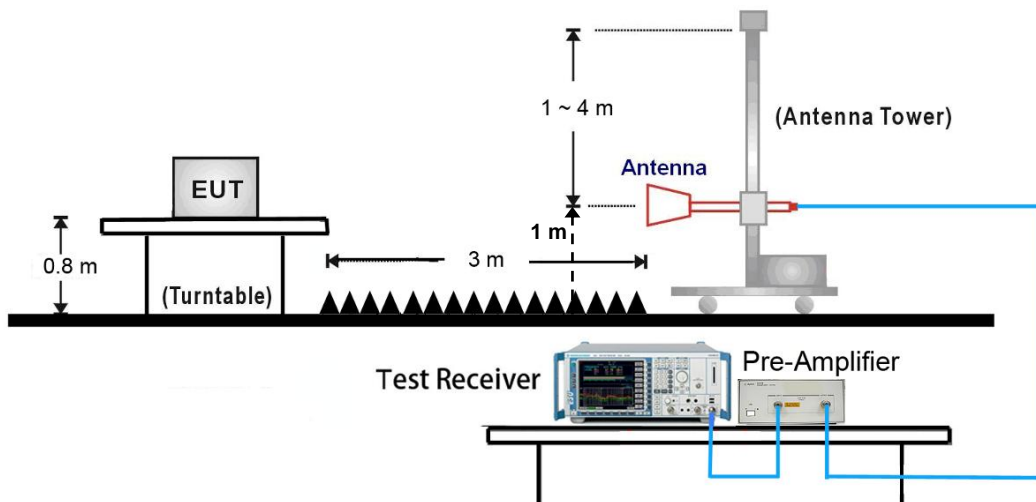 1 ~ 4 m
(Antenna Tower)
Antenna
EUT
1 m
0.8 m
3 m
(Turntable)
Test Receiver
Pre-Amplifier